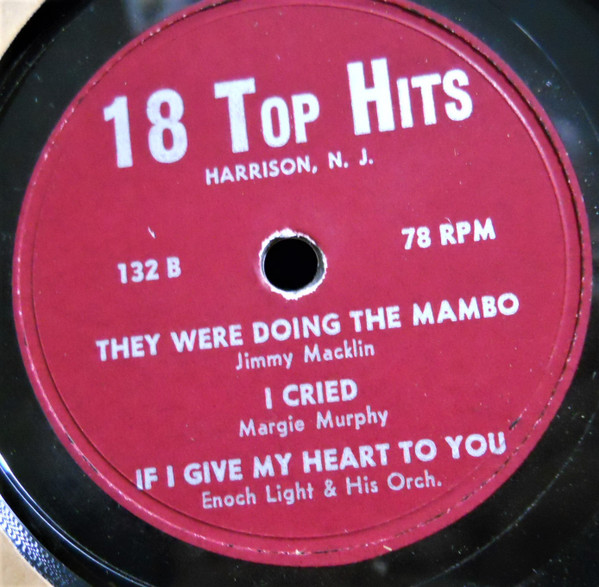 18 Top Hits
HARRISON, N. J.
132 B
78 RPM
THEY WERE DOING THE MAMBO
Jimmy Macklin
I CRIED
Margie Murphy
IF I GIVE MY HEART TO YOU
Enoch Light & His Orch.